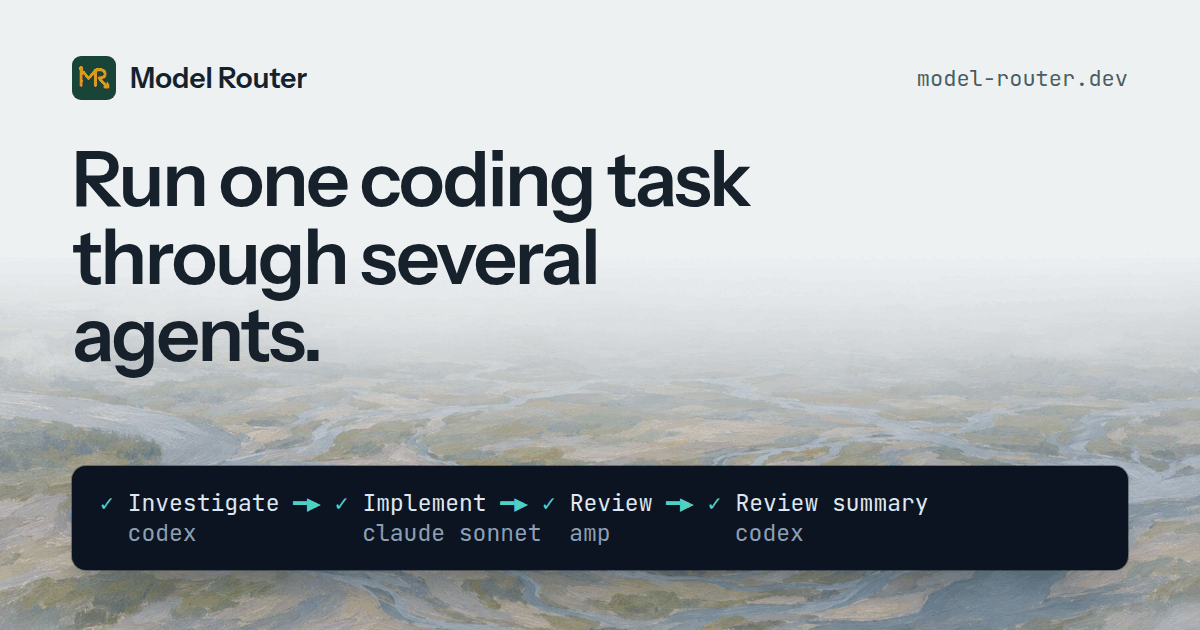 MR
Model Router
model-router.dev
Run one coding task
through several
agents.
✓ Investigate → ✓ Implement → ✓ Review → ✓ Review summary
codex claude sonnet amp codex